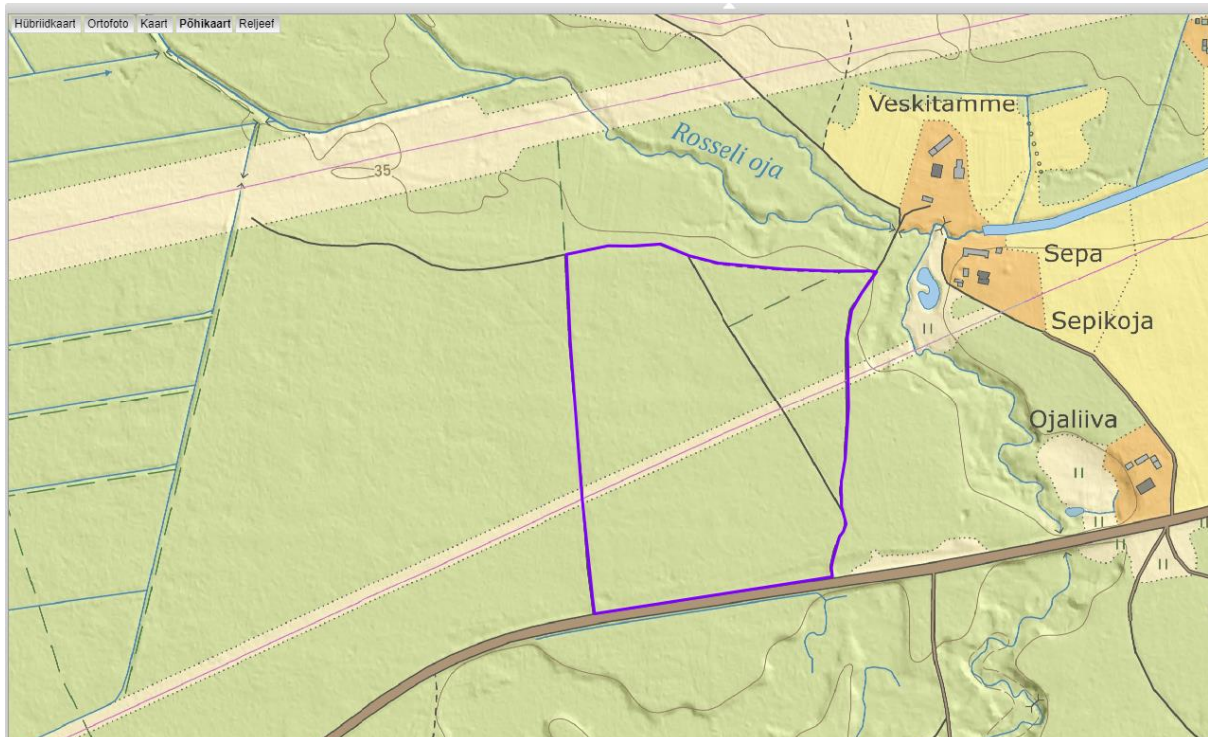 Hübriidkaart Ortofoto Kaart Põhikaart Reljeef
Veskitamme
Rosseli oja
35
Sepa
Sepikoja
Ojaliiva